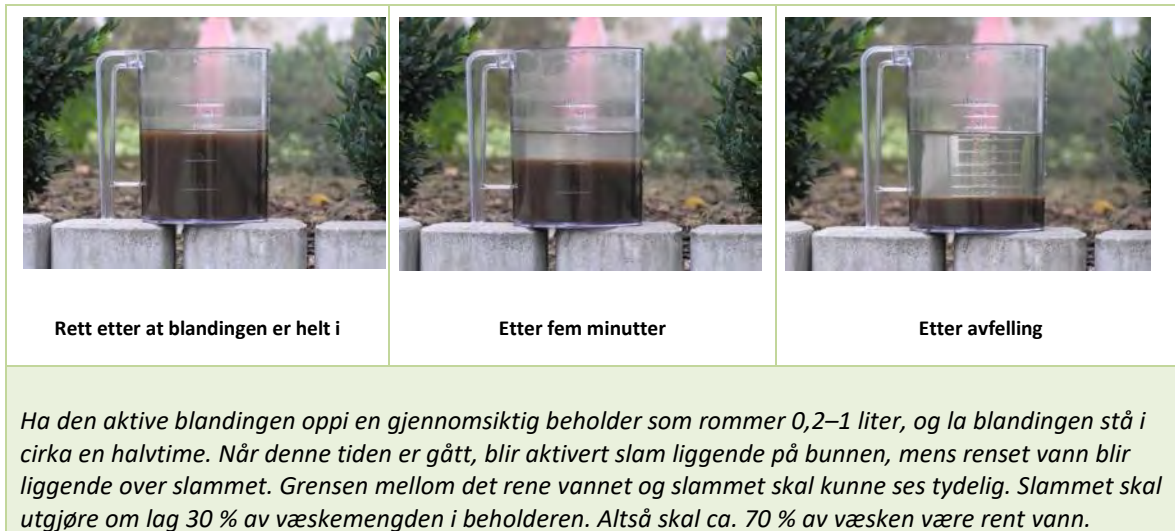 Rett etter at blandingen er helt i
Etter fem minutter
Etter avfelling
Ha den aktive blandingen oppi en gjennomsiktig beholder som rommer 0,2–1 liter, og la blandingen stå i
cirka en halvtime. Når denne tiden er gått, blir aktivert slam liggende på bunnen, mens renset vann blir
liggende over slammet. Grensen mellom det rene vannet og slammet skal kunne ses tydelig. Slammet skal
utgjøre om lag 30 % av væskemengden i beholderen. Altså skal ca. 70 % av væsken være rent vann.